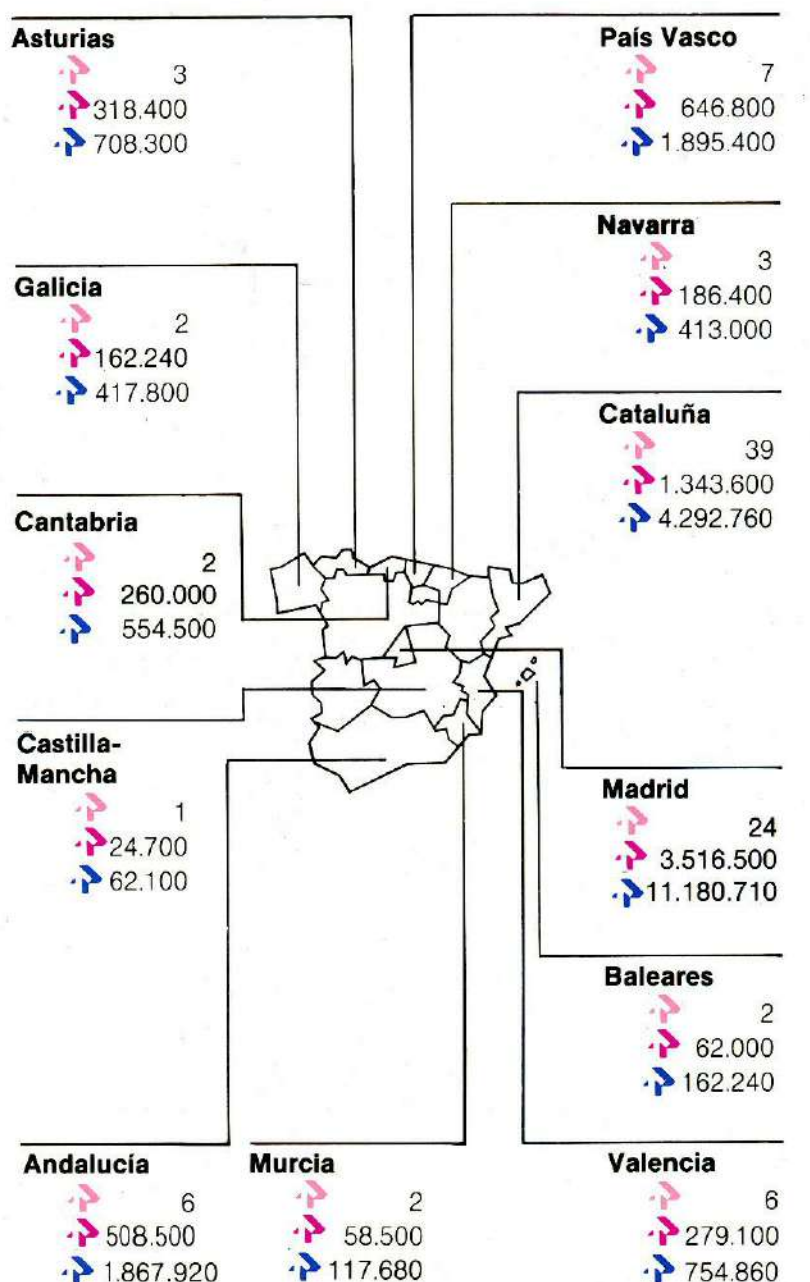 Asturias
3
318.400
708.300
País Vasco
7
646.800
1.895.400
Navarra
3
186.400
413.000
Galicia
2
162.240
417.800
Cataluña
39
1.343.600
4.292.760
Cantabria
2
260.000
554.500
Castilla-
Mancha
1
24.700
62.100
Madrid
24
3.516.500
11.180.710
Baleares
2
62.000
162.240
Andalucía
6
508.500
1.867.920
Murcia
2
58.500
117.680
Valencia
6
279.100
754.860